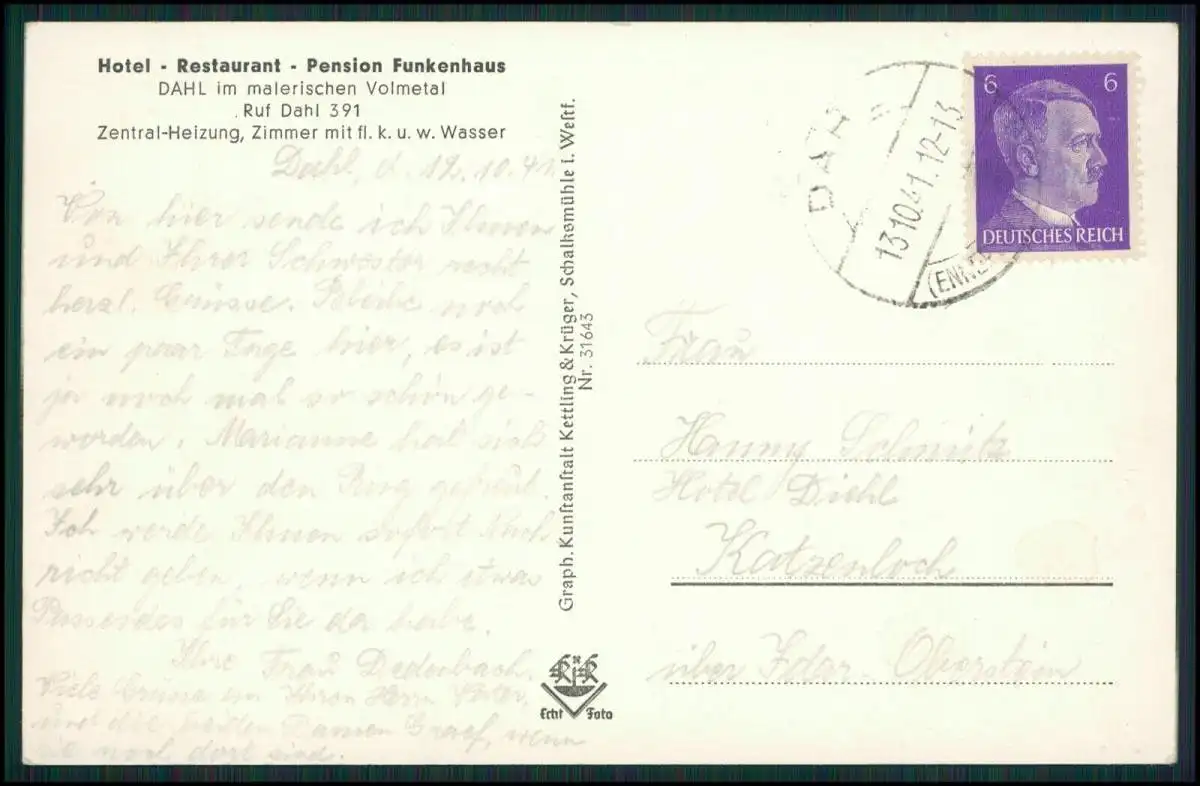 Hotel - Restaurant - Pension Funkenhaus
DAHL im malerischen Volmetal
Ruf Dahl 391
Zentral-Heizung, Zimmer mit fl. k. u. w. Wasser
Dahl, d. 12.10.41.
Von hier sende ich Ihnen
und Ihrer Schwester recht
herzl. Grüsse. Bleibe noch
ein paar Tage hier, es ist
ja noch mal so schön ge-
worden. Marianne hat sich
sehr über den Ring gefreut.
Ich werde Ihnen sofort Nach
richt geben, wenn ich etwas
Passendes für Sie da habe.
Ihre Frau Dedenbach.
Viele Grüsse an Ihren Herrn Vater,
und die beiden Damen Graef, wenn
sie noch dort sind.
Graph. Kunſtanſtalt Kettling & Krüger, Schalksmühle i. Weſtf.
Nr. 31643
Echt Foto
DAHL
13.10.41.12-13
(ENNE
6 6
DEUTSCHES REICH
Frau
Hanny Schmitz
Hotel Diehl
Katzenloch
über Idar-Oberstein